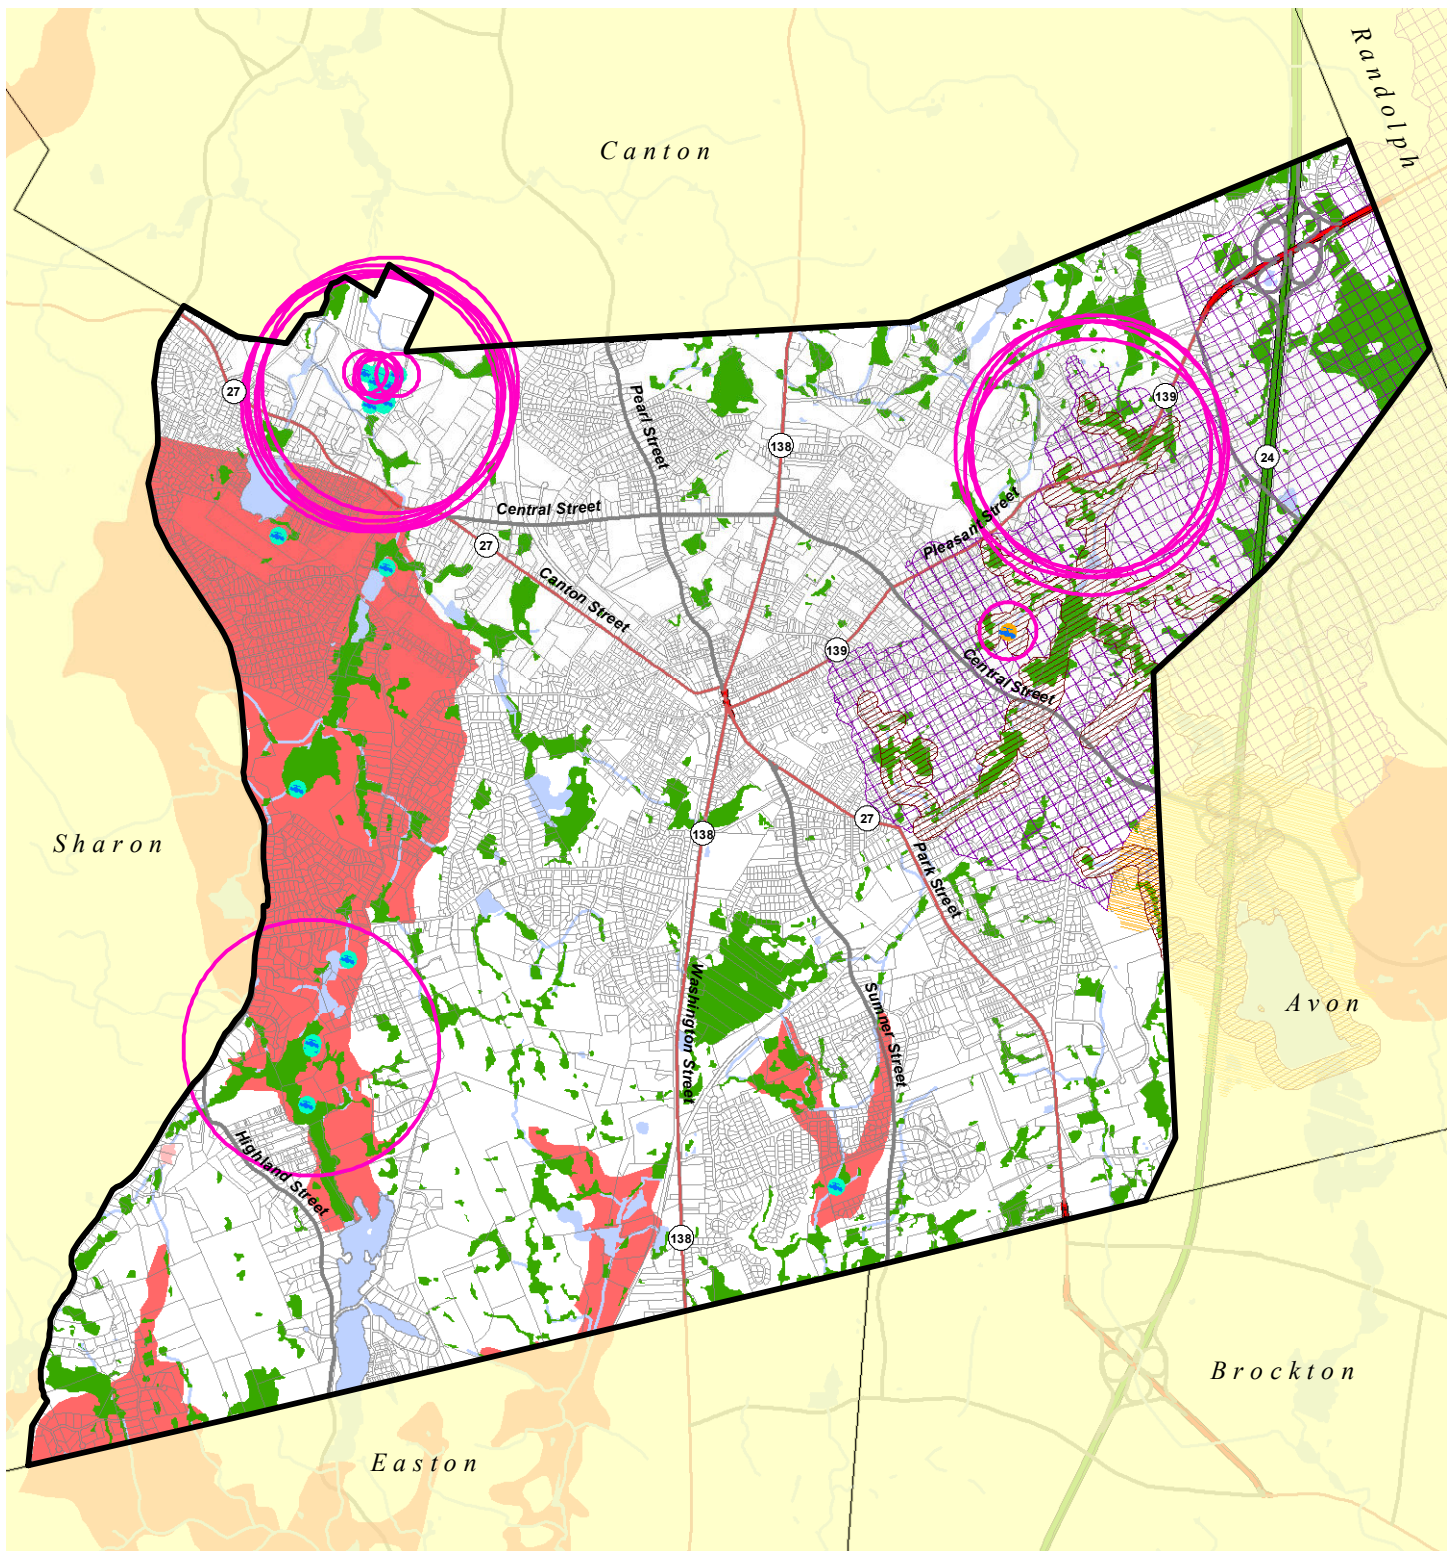 Randolph
Canton
27
139
Pearl Street
138
24
Central Street
Pleasant Street
27
Canton Street
139
Central Street
Sharon
138
27
Park Street
Washington Street
Sumner Street
Avon
Highland Street
138
Brockton
Easton